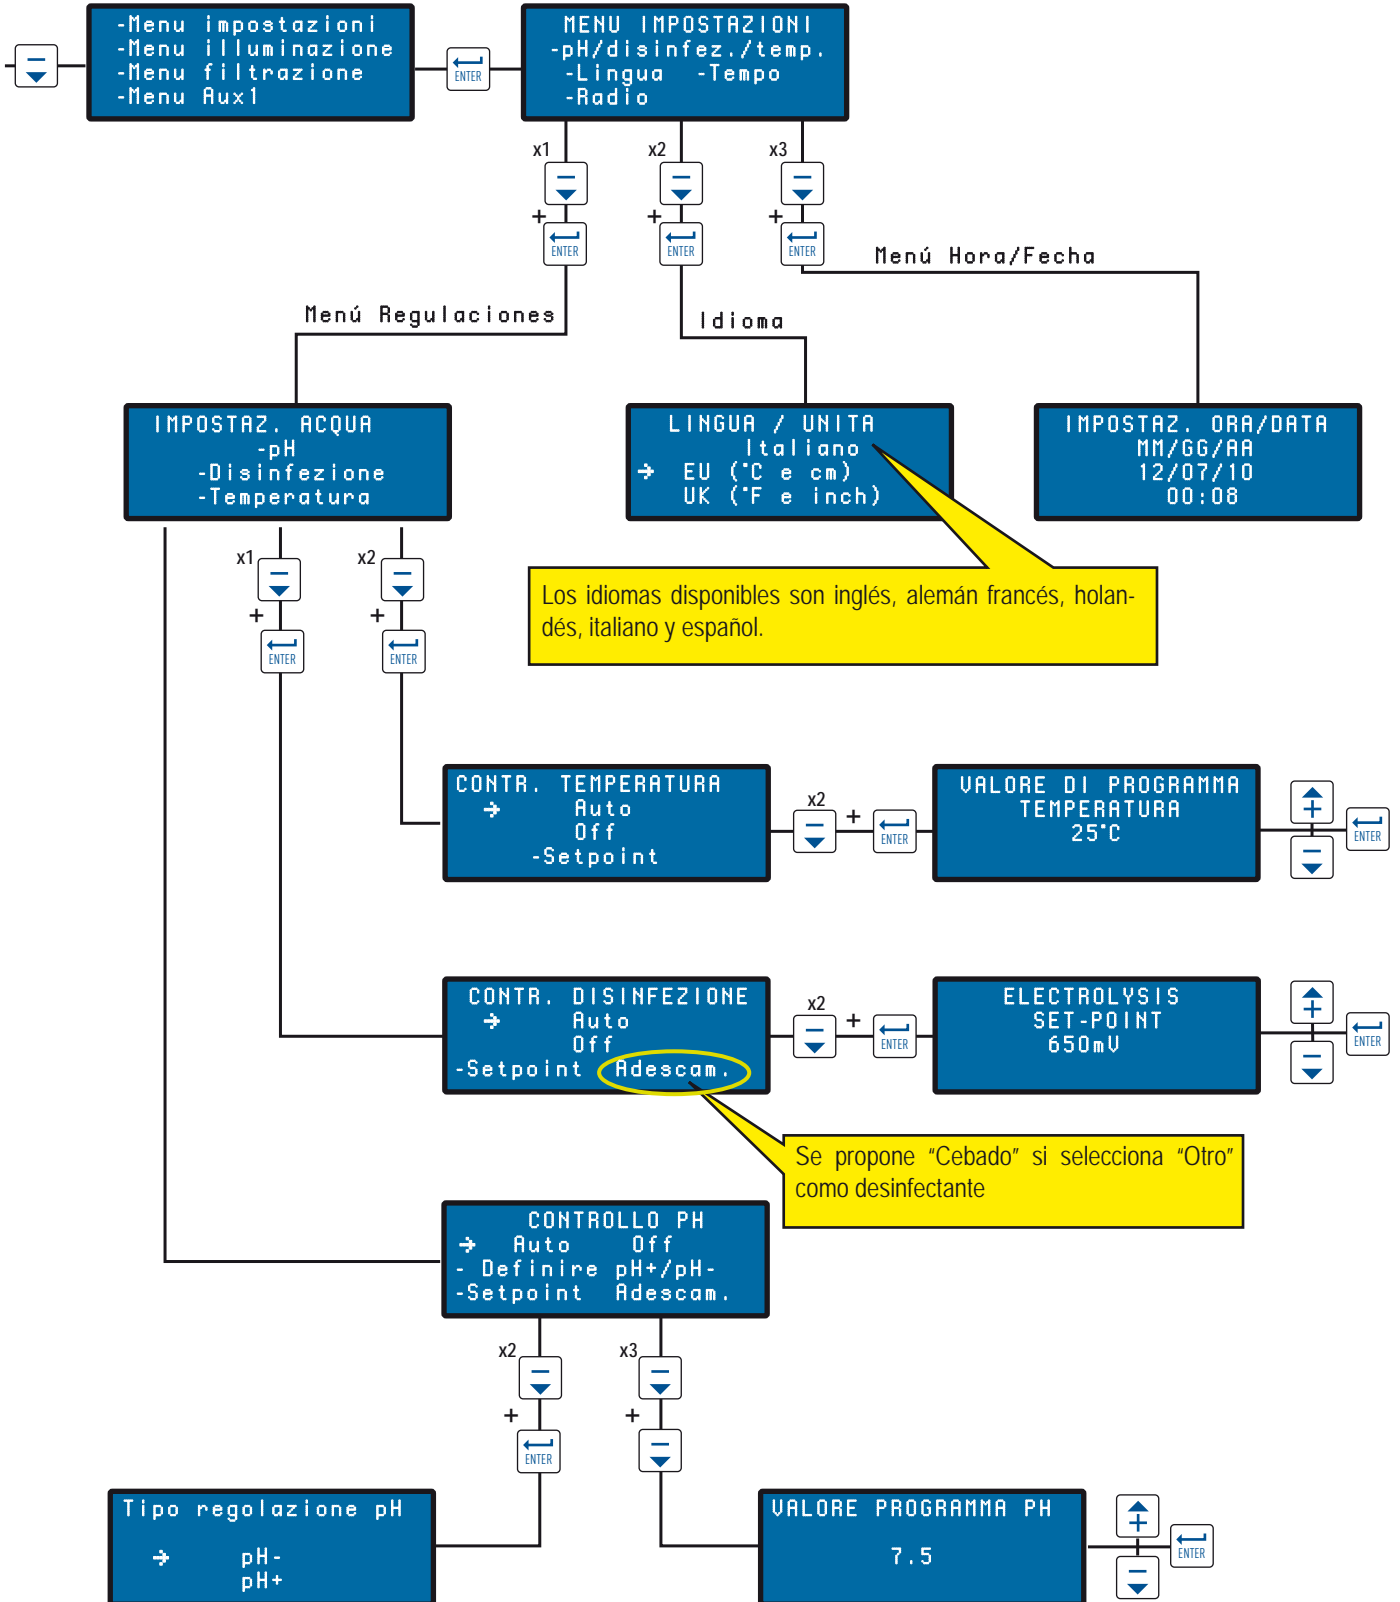 -Menu impostazioni
-Menu illuminazione
-Menu filtrazione
-Menu Aux1
ENTER
MENU IMPOSTAZIONI
-pH/disinfez./temp.
-Lingua -Tempo
-Radio
x1
x2
x3
+
+
+
ENTER
ENTER
ENTER
Menú Hora/Fecha
Menú Regulaciones
Idioma
IMPOSTAZ. ACQUA
-pH
-Disinfezione
-Temperatura
LINGUA / UNITA
Italiano
→ EU (°C e cm)
UK (°F e inch)
IMPOSTAZ. ORA/DATA
MM/GG/AA
12/07/10
00:08
x1
x2
+
+
ENTER
ENTER
Los idiomas disponibles son inglés, alemán francés, holan-
dés, italiano y español.
CONTR. TEMPERATURA
→ Auto
Off
-Setpoint
x2
+
ENTER
VALORE DI PROGRAMMA
TEMPERATURA
25°C
ENTER
CONTR. DISINFEZIONE
→ Auto
Off
-Setpoint Adescam.
x2
+
ENTER
ELECTROLYSIS
SET-POINT
650mV
ENTER
Se propone “Cebado” si selecciona “Otro”
como desinfectante
CONTROLLO PH
→ Auto Off
- Definire pH+/pH-
-Setpoint Adescam.
x2
x3
+
+
ENTER
Tipo regolazione pH
→ pH-
pH+
VALORE PROGRAMMA PH
7.5
ENTER